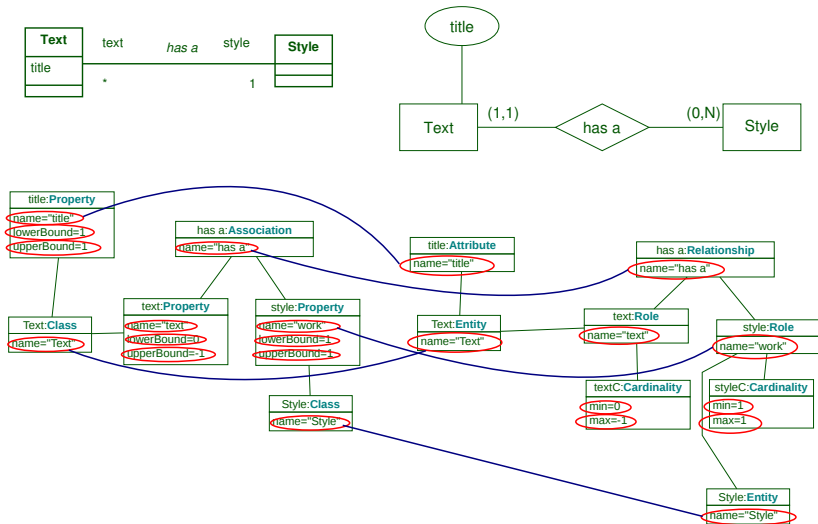 Text
title
text
has a
style
*
1
Style
title
Text
(1,1)
has a
(0,N)
Style
title:Property
name="title"
lowerBound=1
upperBound=1
has a:Association
name="has a"
title:Attribute
name="title"
has a:Relationship
name="has a"
Text:Class
name="Text"
text:Property
name="text"
lowerBound=0
upperBound=-1
style:Property
name="work"
lowerBound=1
upperBound=1
Text:Entity
name="Text"
text:Role
name="text"
style:Role
name="work"
Style:Class
name="Style"
textC:Cardinality
min=0
max=-1
styleC:Cardinality
min=1
max=1
Style:Entity
name="Style"